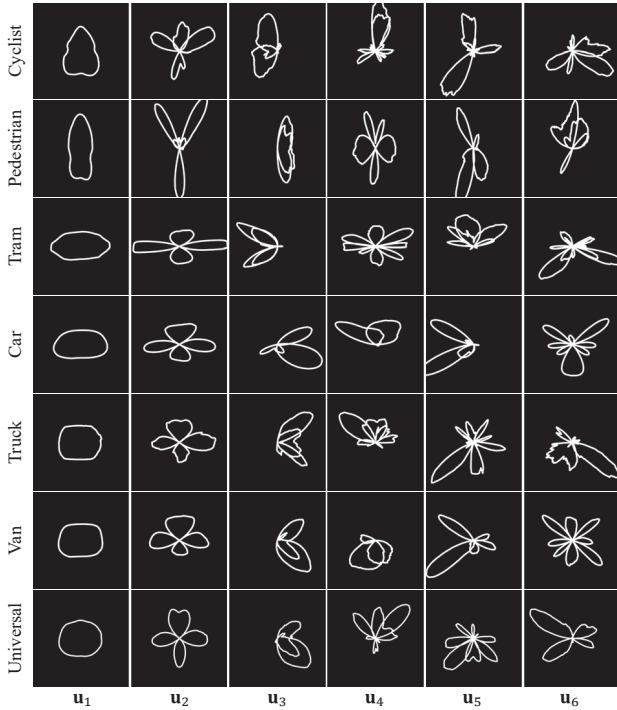 Cyclist
Pedestrian
Tram
Car
Truck
Van
Universal
u₁ u₂ u₃ u₄ u₅ u₆